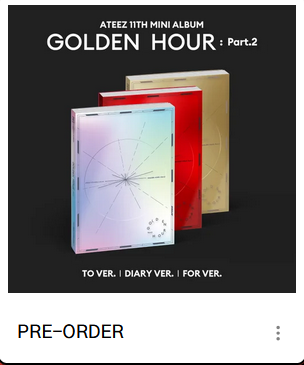 ATEEZ 11TH MINI ALBUM
GOLDEN HOUR : Part.2
TO VER. | DIARY VER. | FOR VER.
PRE-ORDER